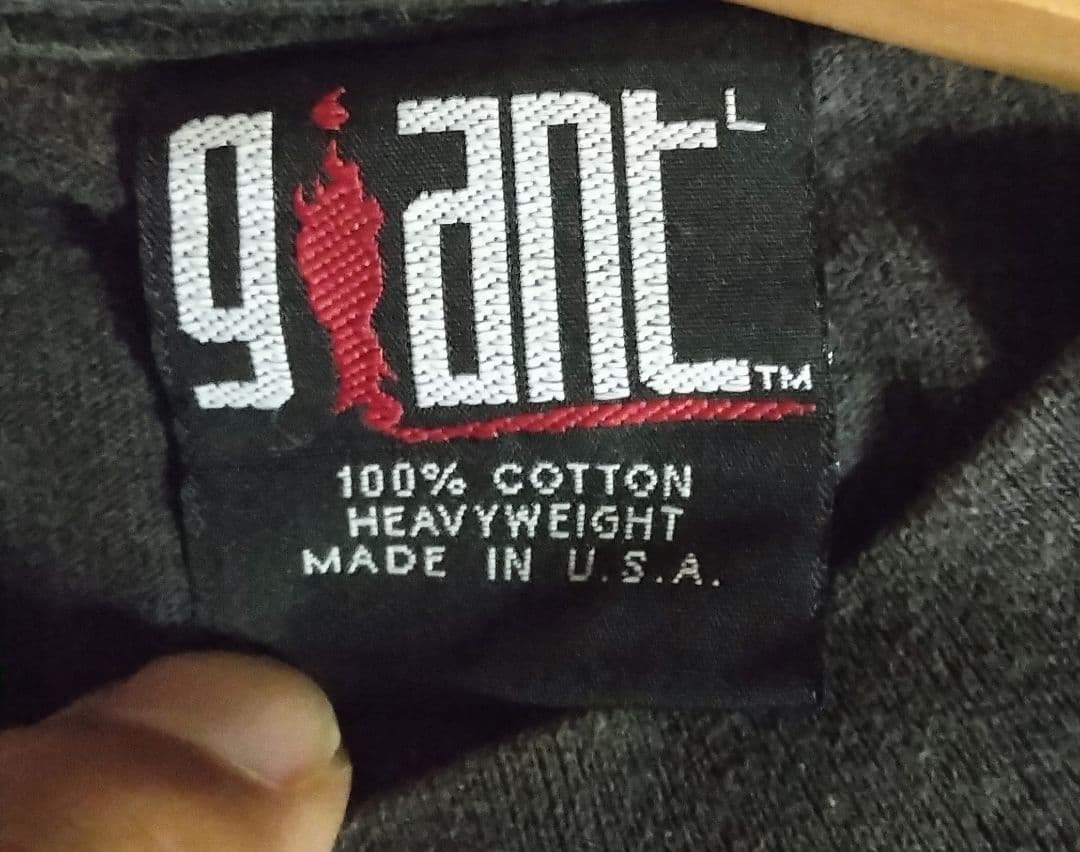 giant L
TM
100% COTTON
HEAVYWEIGHT
MADE IN U.S.A.